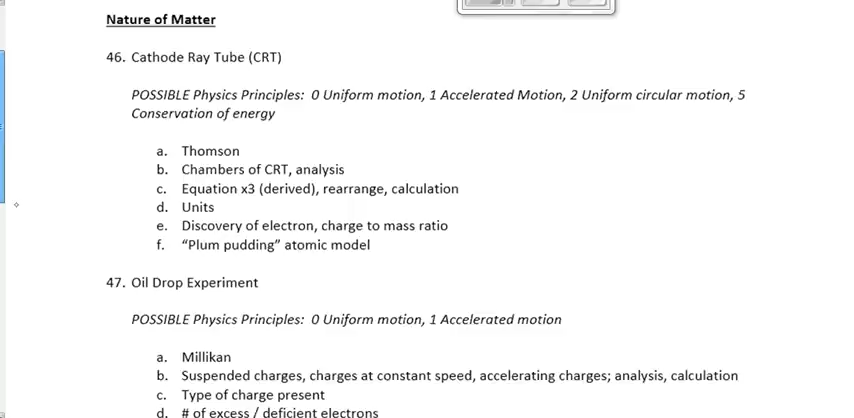 Nature of Matter
46. Cathode Ray Tube (CRT)
POSSIBLE Physics Principles: 0 Uniform motion, 1 Accelerated Motion, 2 Uniform circular motion, 5
Conservation of energy
a. Thomson
b. Chambers of CRT, analysis
c. Equation x3 (derived), rearrange, calculation
d. Units
e. Discovery of electron, charge to mass ratio
f. “Plum pudding” atomic model
47. Oil Drop Experiment
POSSIBLE Physics Principles: 0 Uniform motion, 1 Accelerated motion
a. Millikan
b. Suspended charges, charges at constant speed, accelerating charges; analysis, calculation
c. Type of charge present
d. # of excess / deficient electrons